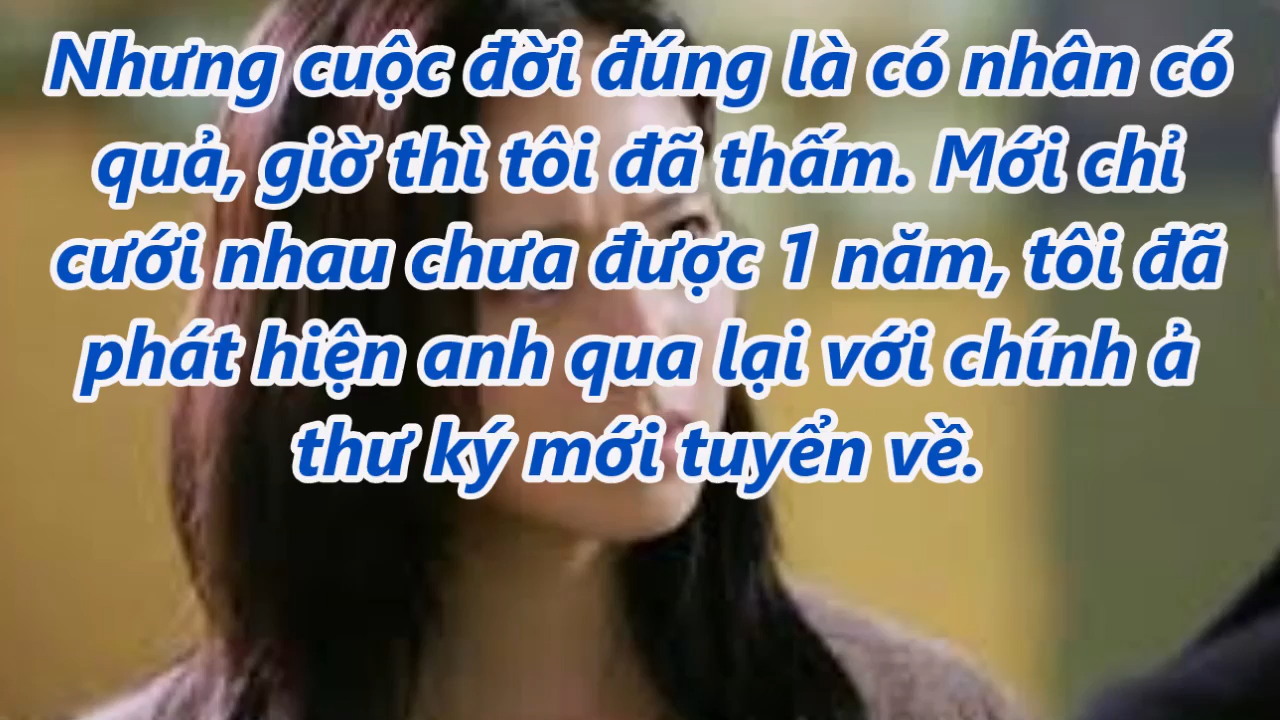 Nhưng cuộc đời đúng là có nhân có
quả, giờ thì tôi đã thấm. Mới chỉ
cưới nhau chưa được 1 năm, tôi đã
phát hiện anh qua lại với chính ả
thư ký mới tuyển về.